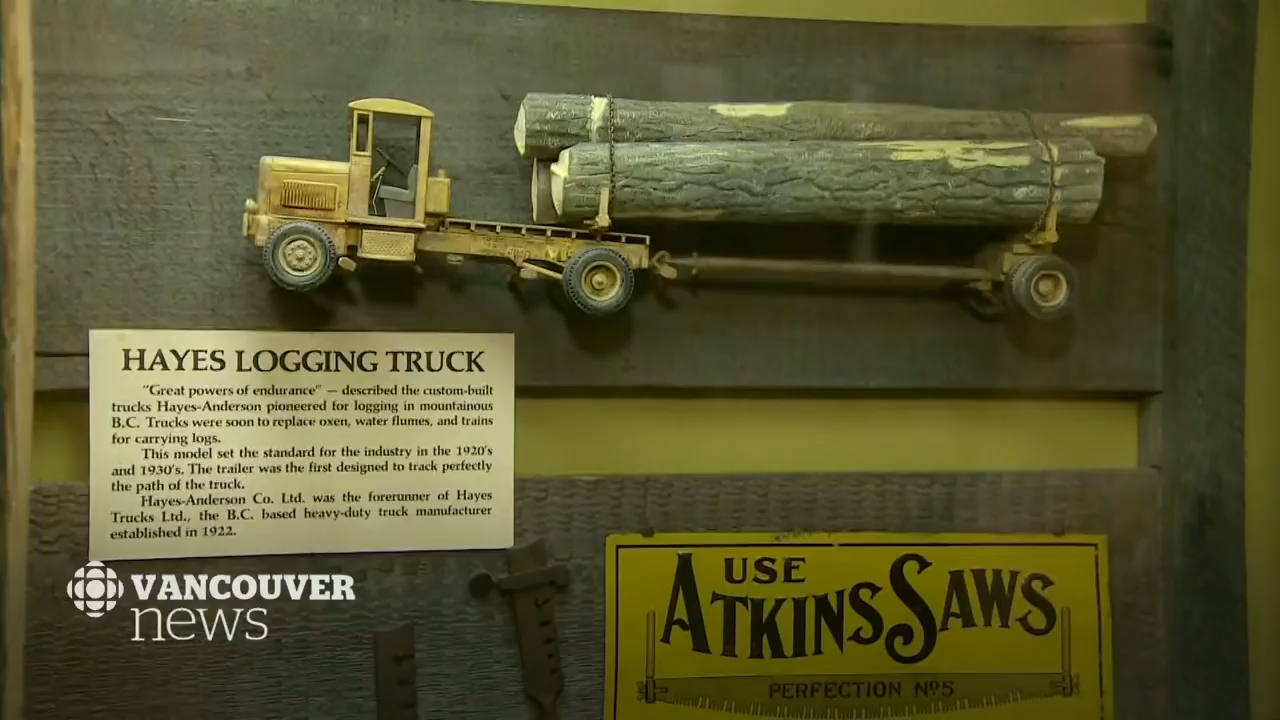 HAYES LOGGING TRUCK
"Great powers of endurance" — described the custom-built
trucks Hayes-Anderson pioneered for logging in mountainous
B.C. Trucks were soon to replace oxen, water flumes, and trains
for carrying logs.
This model set the standard for the industry in the 1920's
and 1930's. The trailer was the first designed to track perfectly
the path of the truck.
Hayes-Anderson Co. Ltd. was the forerunner of Hayes
Trucks Ltd., the B.C. based heavy-duty truck manufacturer
established in 1922.
VANCOUVER
news
USE
ATKINS SAWS
PERFECTION Nº5